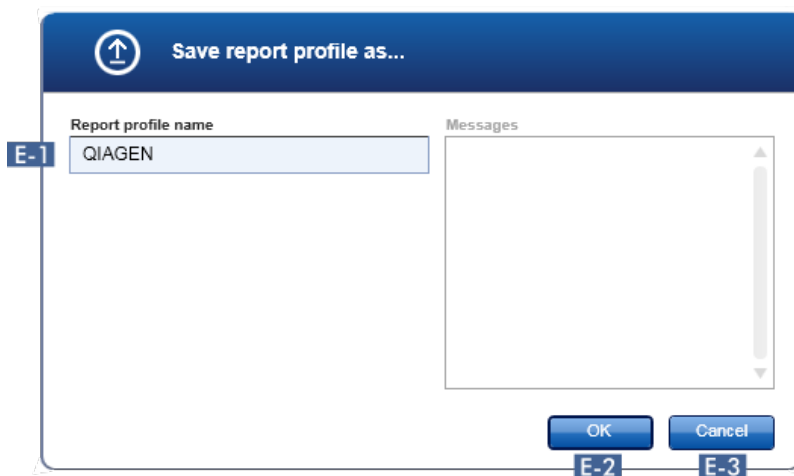 Save report profile as...
Report profile name
Messages
E-1
QIAGEN
OK
Cancel
E-2
E-3